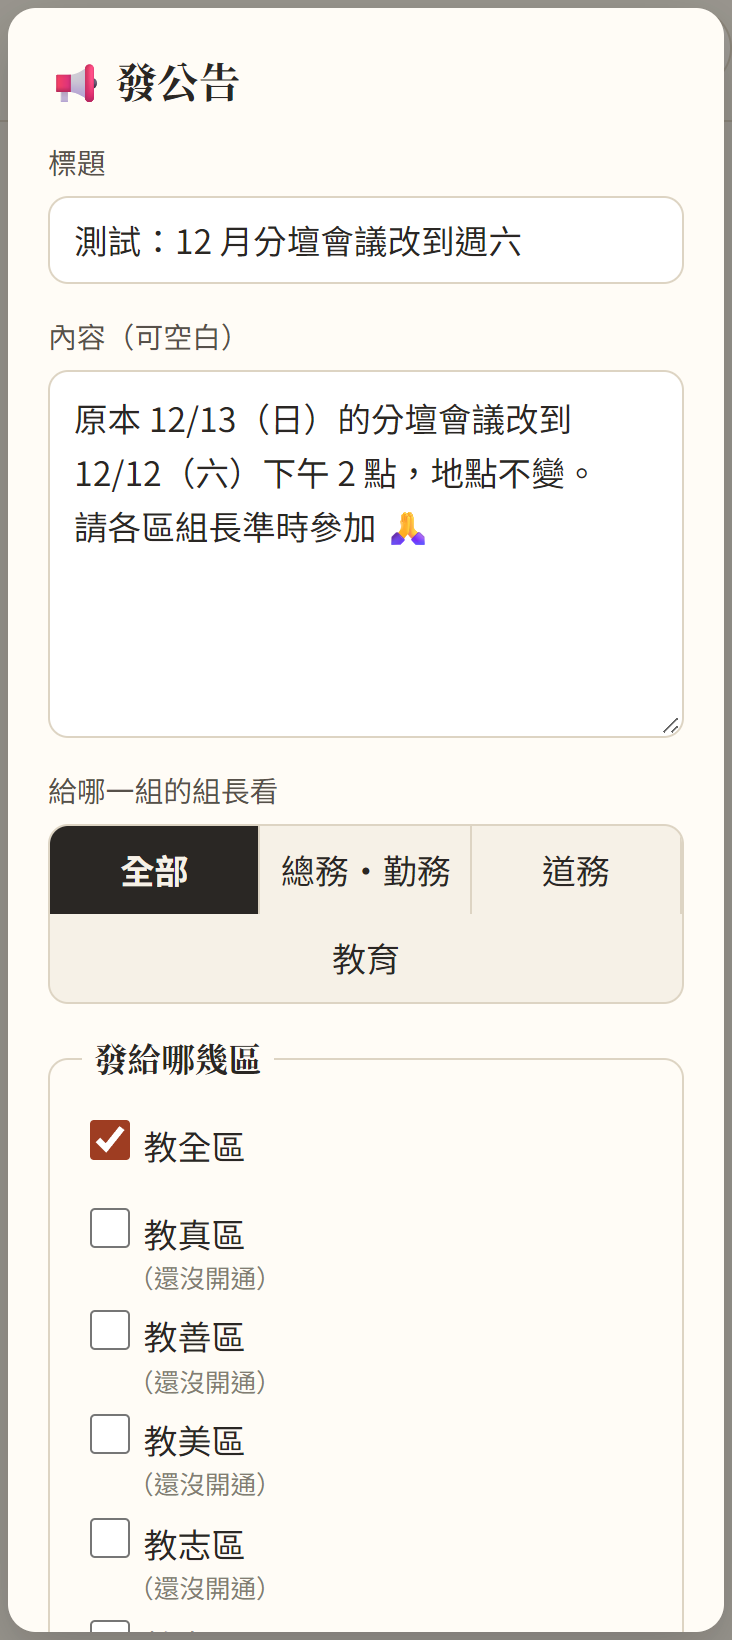 發公告
標題
測試：12 月分壇會議改到週六
內容（可空白）
原本 12/13（日）的分壇會議改到
12/12（六）下午 2 點，地點不變。
請各區組長準時參加 🙏
給哪一組的組長看
全部
總務・勤務
道務
教育
發給哪幾區
教全區
教真區
（還沒開通）
教善區
（還沒開通）
教美區
（還沒開通）
教志區
（還沒開通）